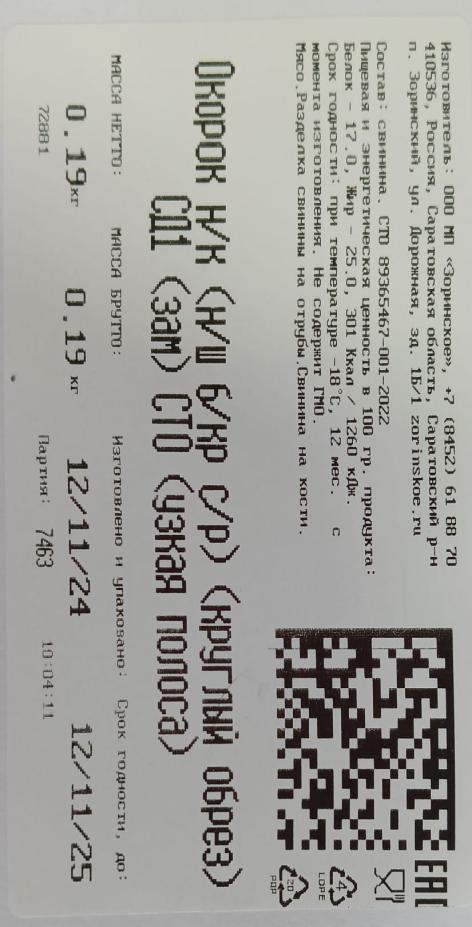 Изготовитель: ООО МП «Зоринское», +7 (8452) 61 88 70
410536, Россия, Саратовская область, Саратовский р-н
п. Зоринский, ул. Дорожная, зд. 1Б/1 zorinskoe.ru
Состав: свинина. СТО 89365467-001-2022
Пищевая и энергетическая ценность в 100 гр. продукта:
Белок - 17.0, Жир - 25.0, 301 Ккал / 1260 кДж.
Срок годности: при температуре -18°С, 12 мес. с
момента изготовления. Не содержит ГМО.
Мясо.Разделка свинины на отрубы.Свинина на кости.
EAC
4
LDPE
20
PAP
Окорок н/к (н/ш б/кр с/р) (круглый обрез)
СД1 (зам) СТО (узкая полоса)
МАССА НЕТТО: МАССА БРУТТО: Изготовлено и упаковано: Срок годности, до:
0.19кг 0.19 кг 12/11/24 12/11/25
72881 Партия: 7463 10:04:11